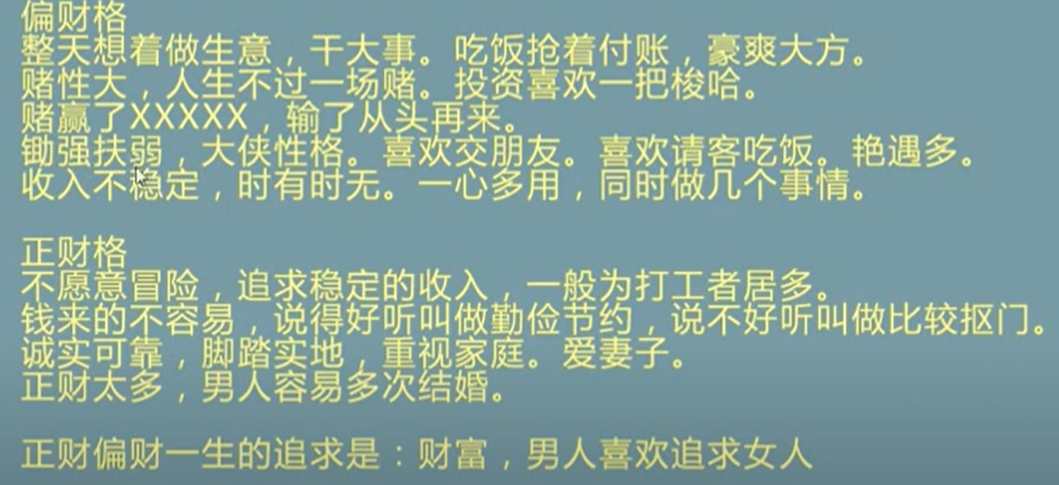 偏财格
整天想着做生意，干大事。吃饭抢着付账，豪爽大方。
赌性大，人生不过一场赌。投资喜欢一把梭哈。
赌赢了XXXXX，输了从头再来。
锄强扶弱，大侠性格。喜欢交朋友。喜欢请客吃饭。艳遇多。
收入不稳定，时有时无。一心多用，同时做几个事情。
正财格
不愿意冒险，追求稳定的收入，一般为打工者居多。
钱来的不容易，说得好听叫做勤俭节约，说不好听叫做比较抠门。
诚实可靠，脚踏实地，重视家庭。爱妻子。
正财太多，男人容易多次结婚。
正财偏财一生的追求是：财富，男人喜欢追求女人